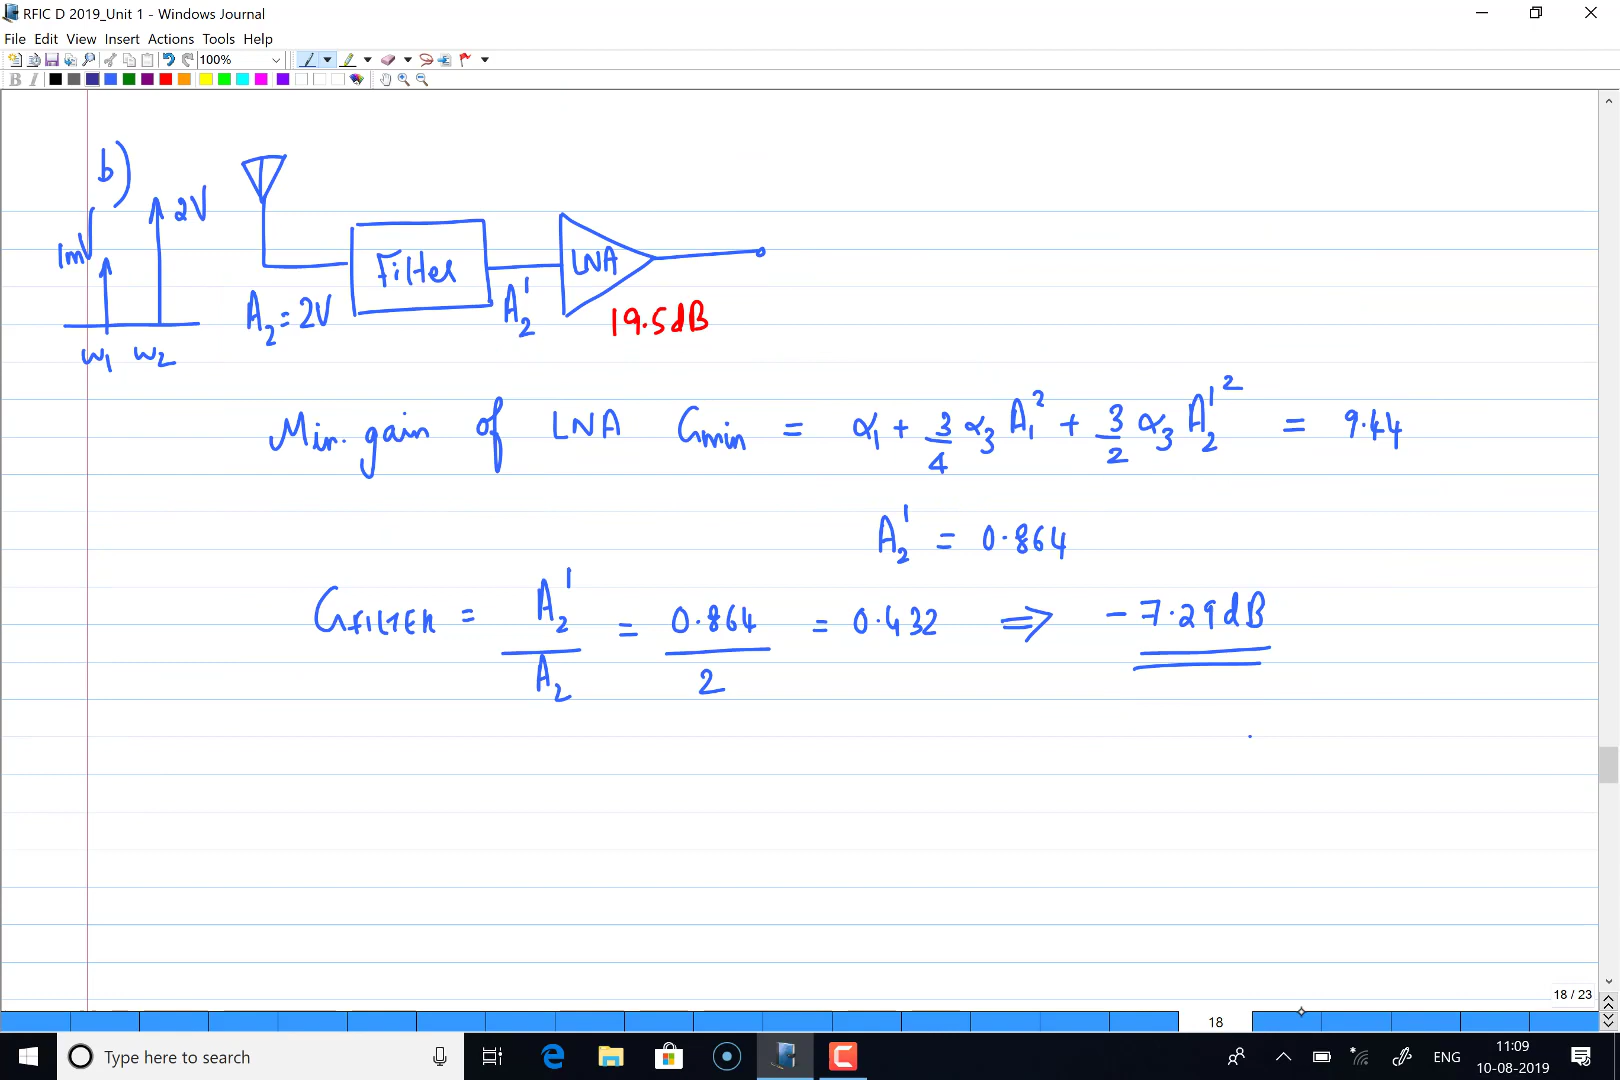 RFIC D 2019_Unit 1 - Windows Journal
File Edit View Insert Actions Tools Help
100%
B I
b)
1mV
2V
ω1 ω2
A2 = 2V
Filter
A2'
LNA
19.5dB
Min. gain of LNA Gmin = α1 + 3/4 α3 A1² + 3/2 α3 A2'² = 9.44
A2' = 0.864
GFILTER = A2'/A2 = 0.864/2 = 0.432 ⇒ -7.29dB
18 / 23
18
Type here to search
ENG
11:09
10-08-2019